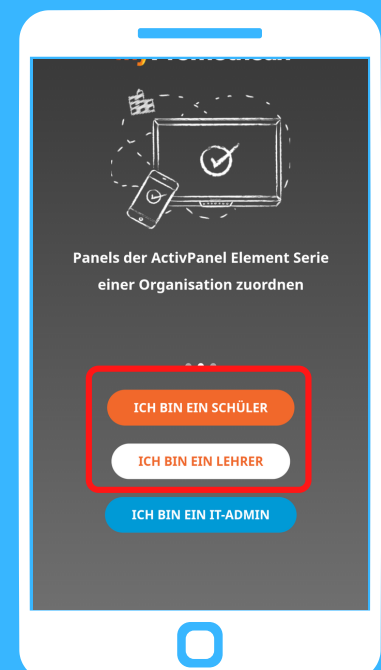 Panels der ActivPanel Element Serie
einer Organisation zuordnen
ICH BIN EIN SCHÜLER
ICH BIN EIN LEHRER
ICH BIN EIN IT-ADMIN